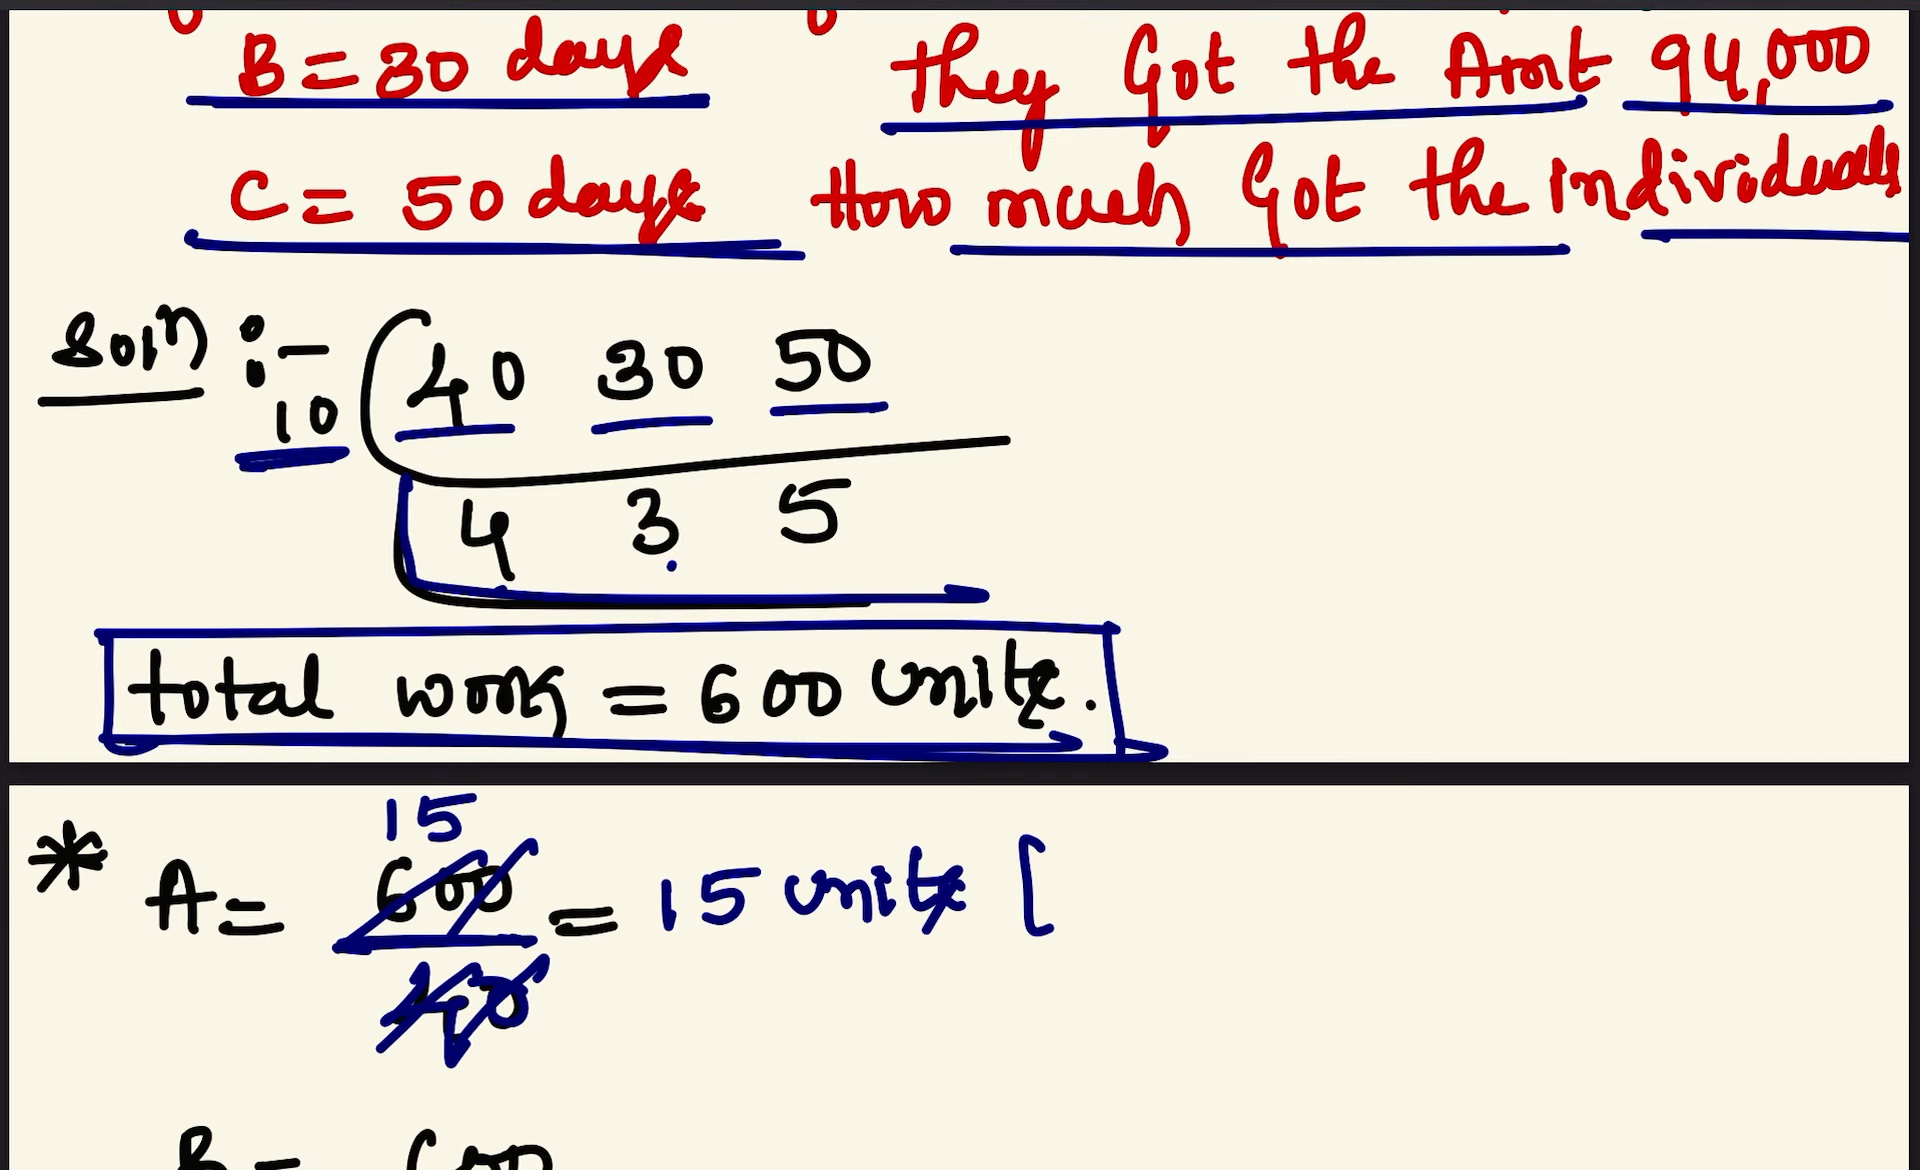 B = 30 days They Got the Amt 94,000
C = 50 days How much Got the individuals
Soln :-
10 40 30 50
4 3 5
total work = 600 units.
15
* A = 600 = 15 units [
40
B = 600